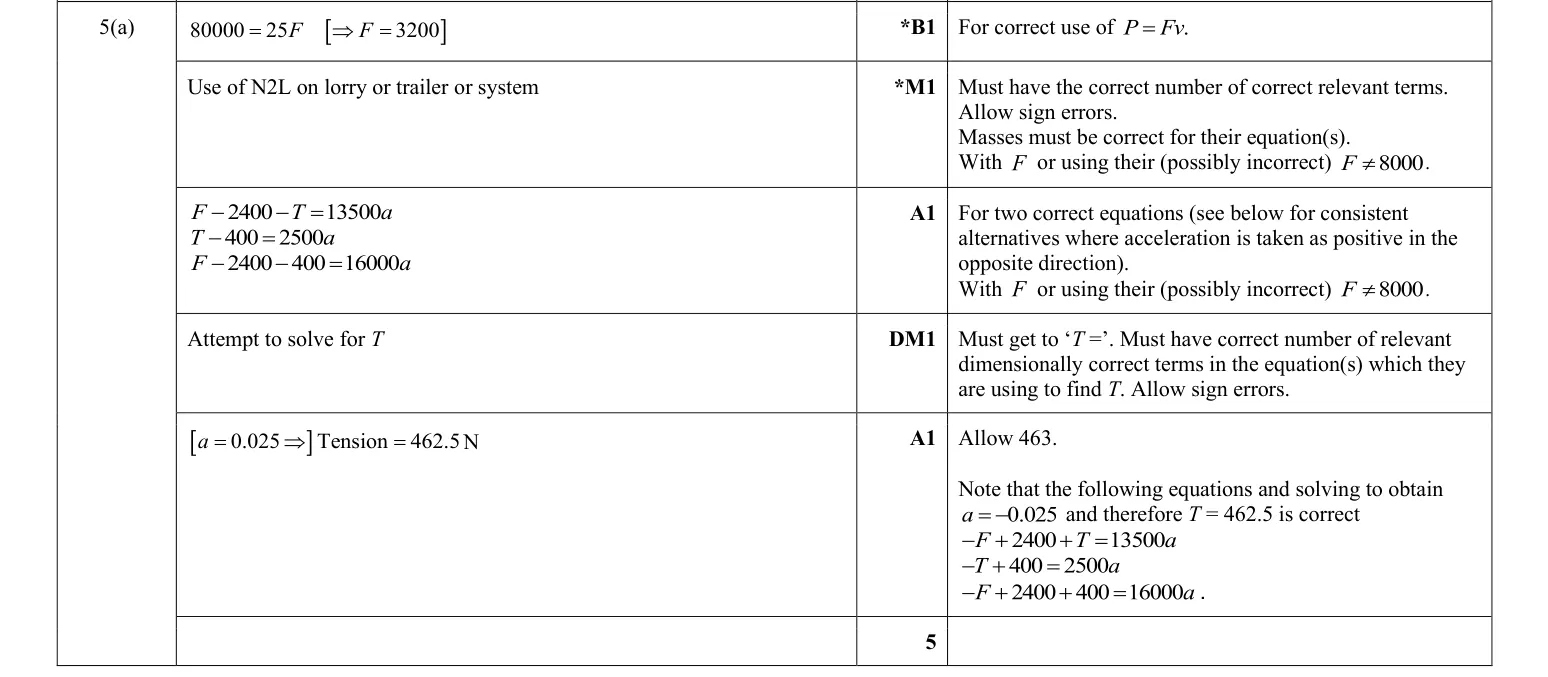 5(a)
80000 = 25F [⇒ F = 3200]
*B1
For correct use of P = Fv.
Use of N2L on lorry or trailer or system
*M1
Must have the correct number of correct relevant terms.
Allow sign errors.
Masses must be correct for their equation(s).
With F or using their (possibly incorrect) F ≠ 8000.
F − 2400 − T = 13500a
T − 400 = 2500a
F − 2400 − 400 = 16000a
A1
For two correct equations (see below for consistent
alternatives where acceleration is taken as positive in the
opposite direction).
With F or using their (possibly incorrect) F ≠ 8000.
Attempt to solve for T
DM1
Must get to ‘T =’. Must have correct number of relevant
dimensionally correct terms in the equation(s) which they
are using to find T. Allow sign errors.
[a = 0.025 ⇒] Tension = 462.5 N
A1
Allow 463.
Note that the following equations and solving to obtain
a = −0.025 and therefore T = 462.5 is correct
−F + 2400 + T = 13500a
−T + 400 = 2500a
−F + 2400 + 400 = 16000a .
5